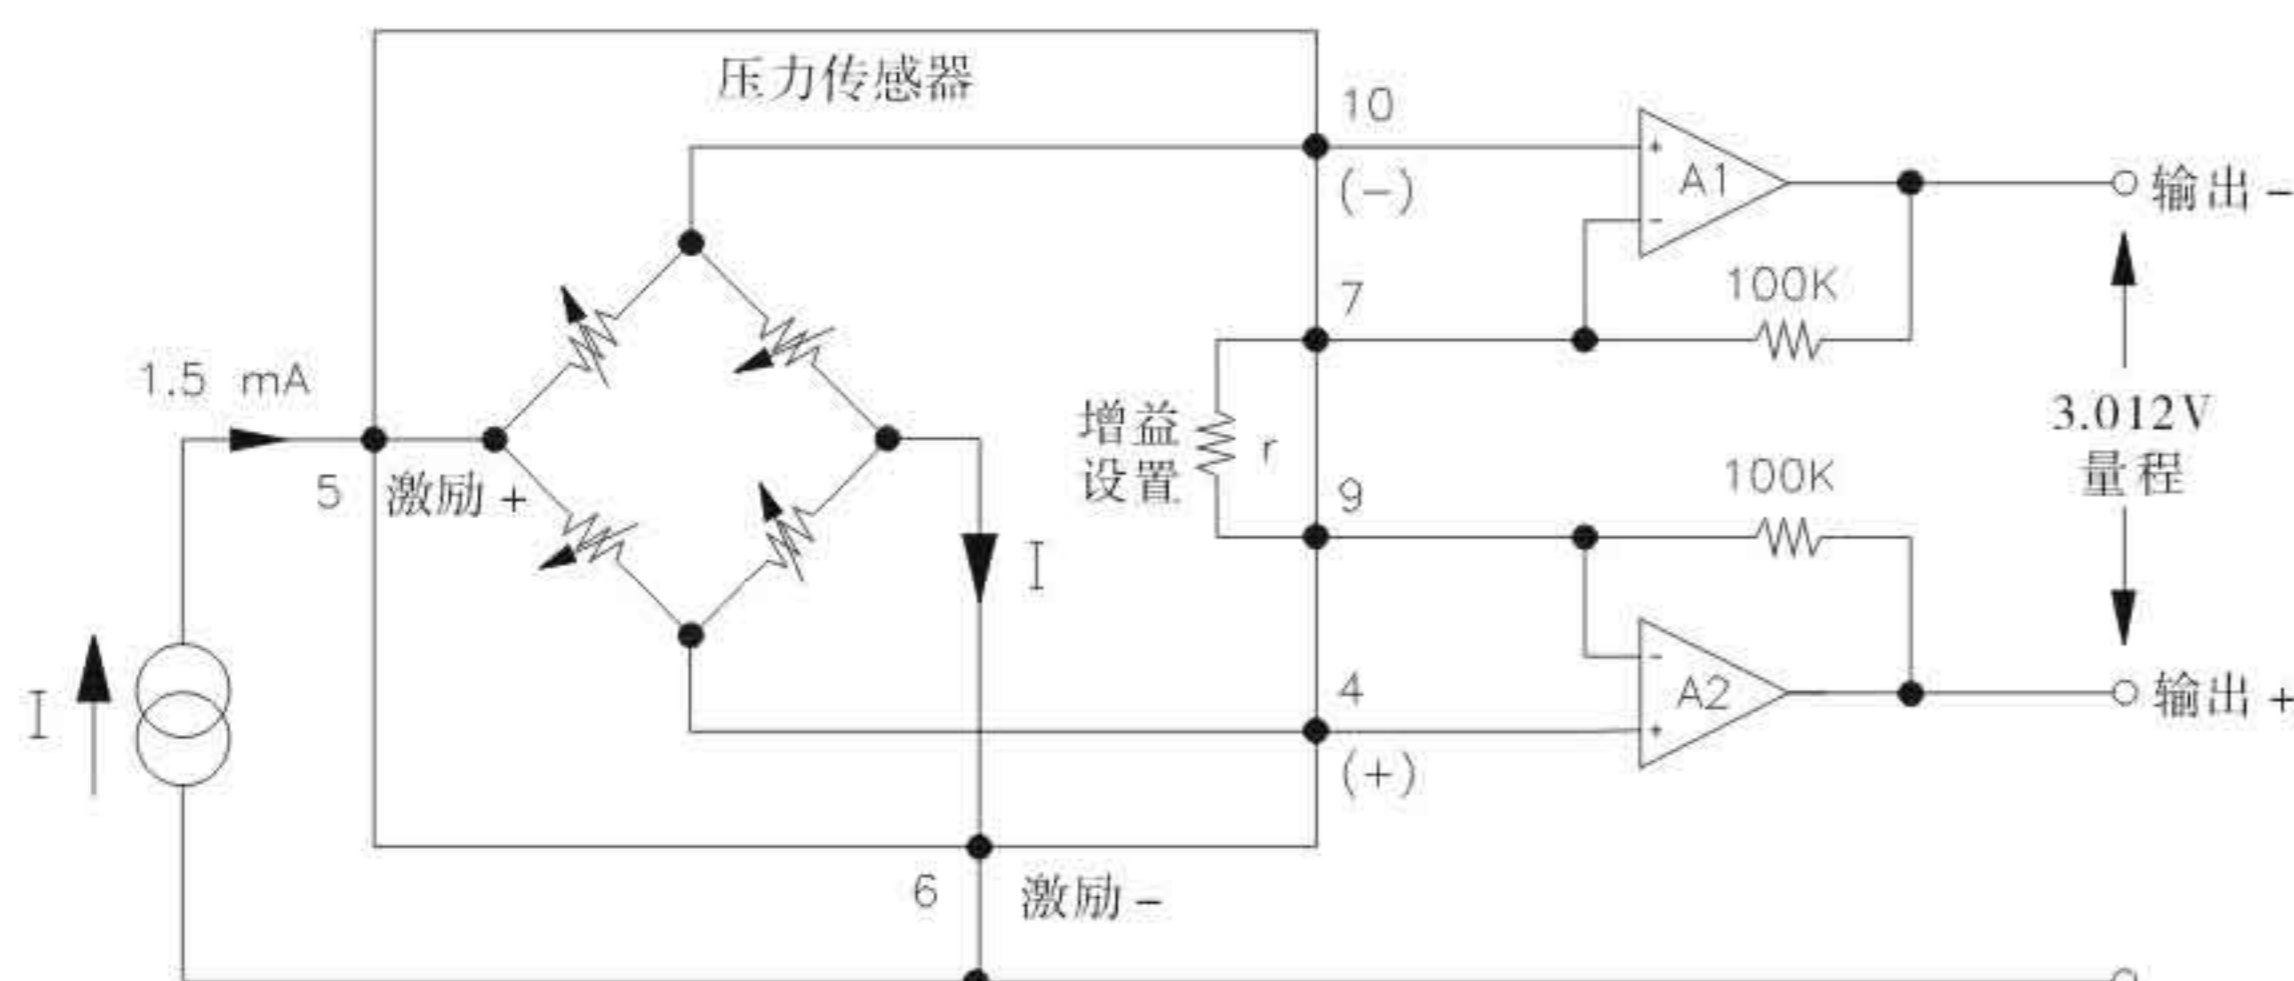 压力传感器
10
(-)
+
A1
-
输出 -
100K
7
1.5 mA
5
激励 +
增益
设置
r
3.012V
量程
9
100K
I
I
4
(+)
-
A2
+
输出 +
6
激励 -